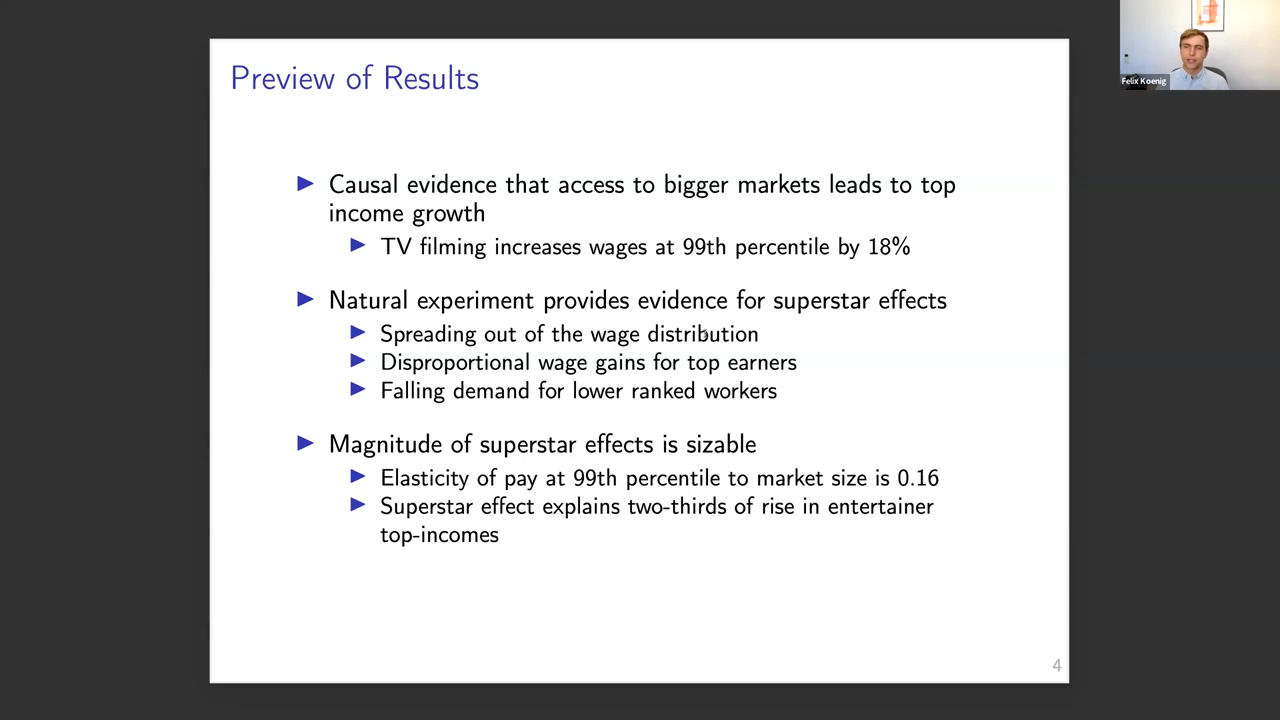 Preview of Results
Felix Koenig
▶ Causal evidence that access to bigger markets leads to top
income growth
▶ TV filming increases wages at 99th percentile by 18%
▶ Natural experiment provides evidence for superstar effects
▶ Spreading out of the wage distribution
▶ Disproportional wage gains for top earners
▶ Falling demand for lower ranked workers
▶ Magnitude of superstar effects is sizable
▶ Elasticity of pay at 99th percentile to market size is 0.16
▶ Superstar effect explains two-thirds of rise in entertainer
top-incomes
4